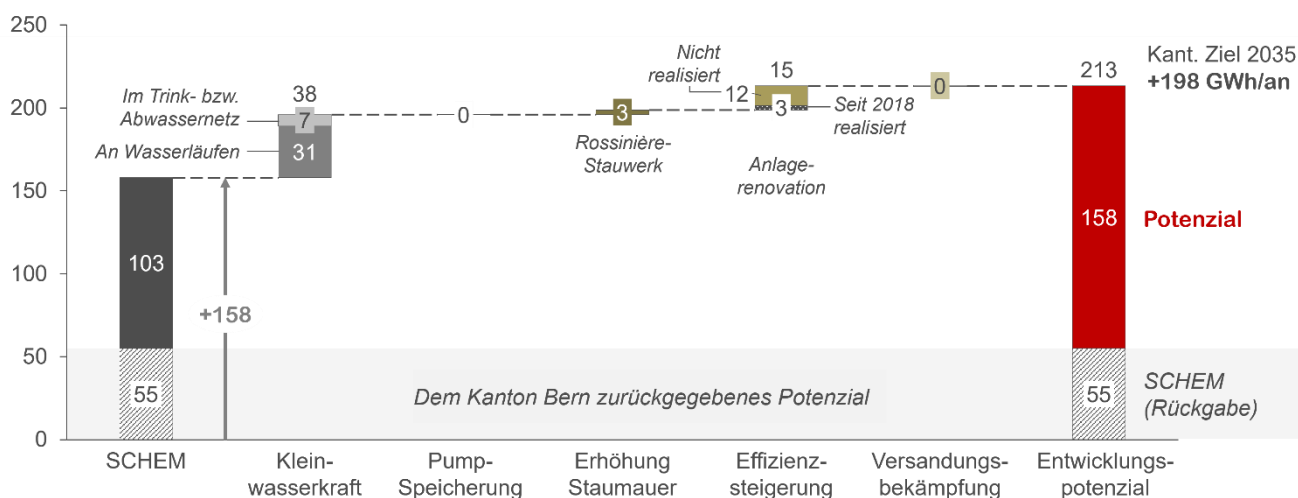 250
200
150
100
50
0
Im Trink- bzw.
Abwassernetz
An Wasserläufen
38
7
31
103
55
+158
0
3
Rossinière-
Stauwerk
Nicht
realisiert
15
12
3
Seit 2018
realisiert
Anlage-
renovation
0
213
Kant. Ziel 2035
+198 GWh/an
158
Potenzial
55
SCHEM
(Rückgabe)
Dem Kanton Bern zurückgegebenes Potenzial
SCHEM
Klein-
wasserkraft
Pump-
Speicherung
Erhöhung
Staumauer
Effizienz-
steigerung
Versandungs-
bekämpfung
Entwicklungs-
potenzial